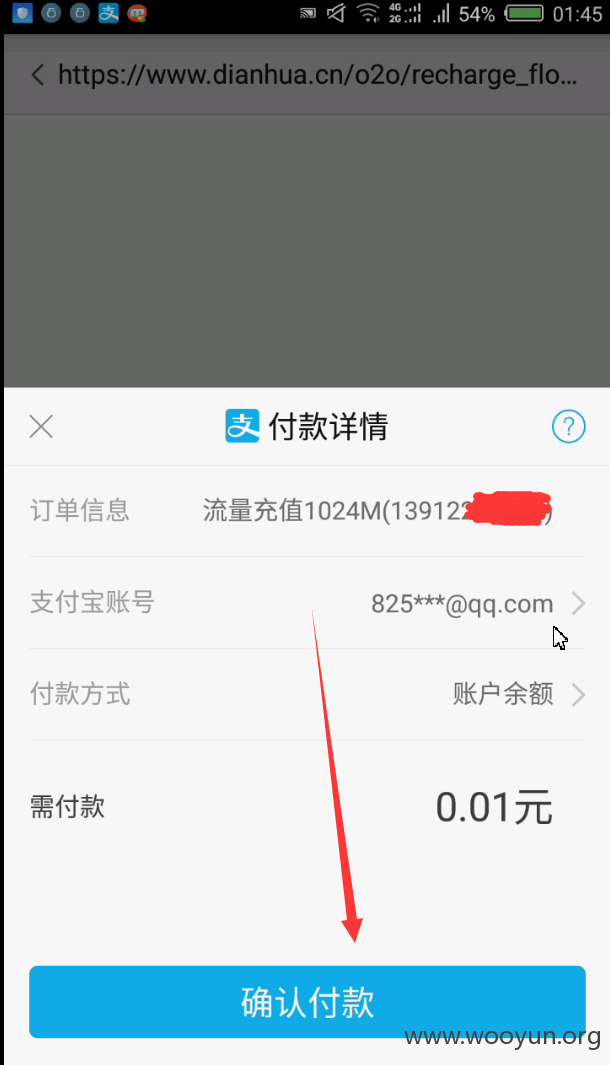 4G
2G
54%
01:45
https://www.dianhua.cn/o2o/recharge_flo...
支 付款详情
?
订单信息 流量充值1024M(139122 )
支付宝账号 825***@qq.com
付款方式 账户余额
需付款 0.01元
确认付款
www.wooyun.org